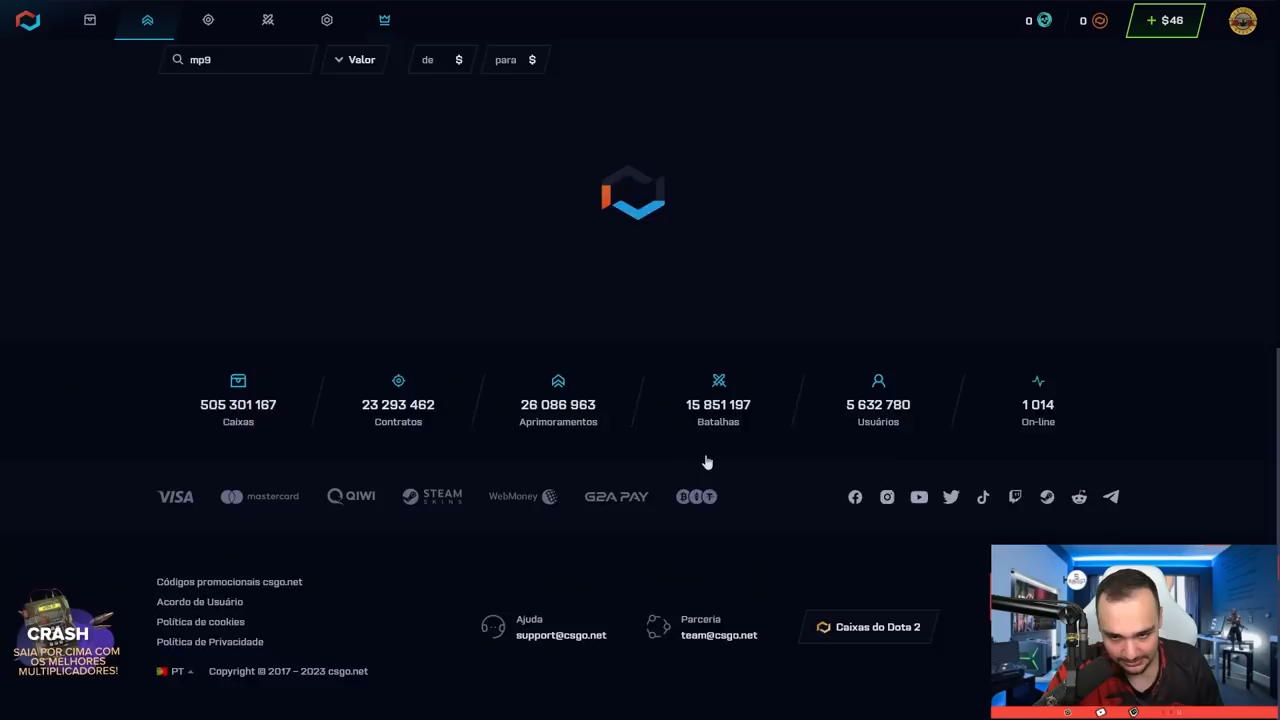 0
0
+ $46
mp9
Valor
de $
para $
505 301 167
Caixas
23 293 462
Contratos
26 086 963
Aprimoramentos
15 851 197
Batalhas
5 632 780
Usuários
1 014
On-line
VISA
mastercard
QIWI
STEAM
SKINS
WebMoney
G2A PAY
Códigos promocionais csgo.net
Acordo de Usuário
Política de cookies
Política de Privacidade
PT
Copyright © 2017 – 2023 csgo.net
Ajuda
support@csgo.net
Parceria
team@csgo.net
Caixas do Dota 2
CRASH
SAIA POR CIMA COM
OS MELHORES
MULTIPLICADORES!